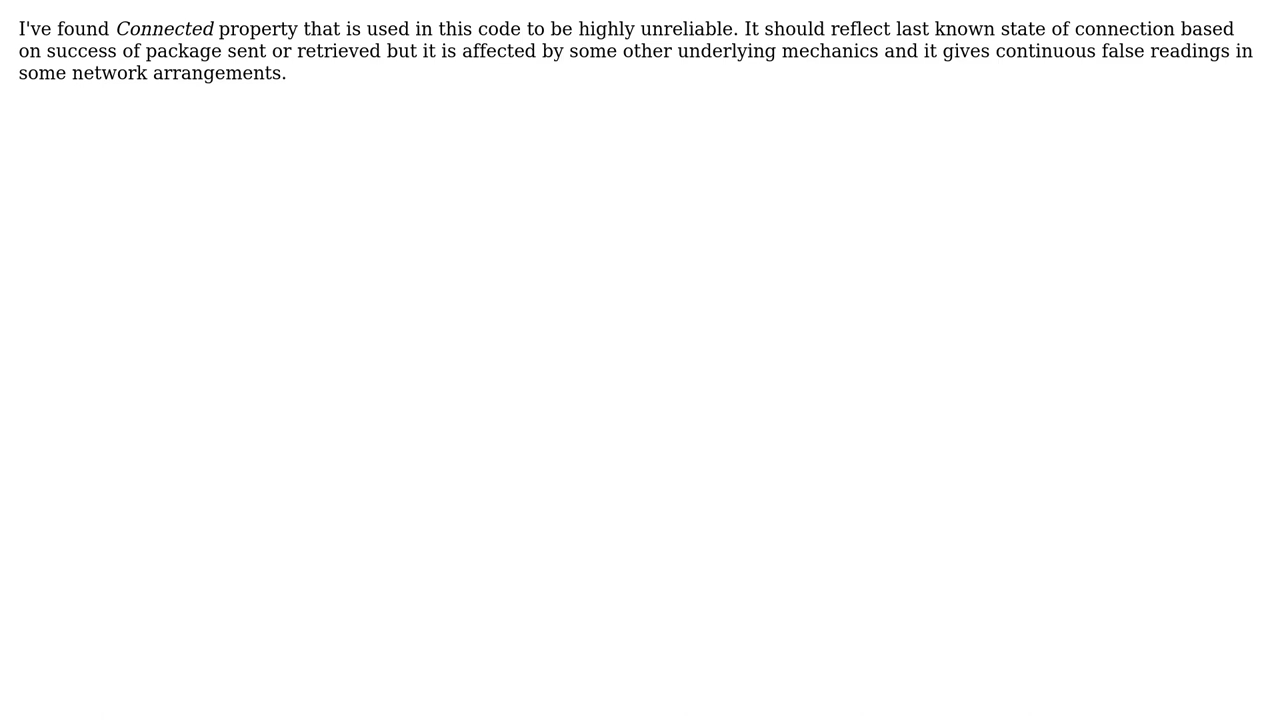 I've found Connected property that is used in this code to be highly unreliable. It should reflect last known state of connection based
on success of package sent or retrieved but it is affected by some other underlying mechanics and it gives continuous false readings in
some network arrangements.